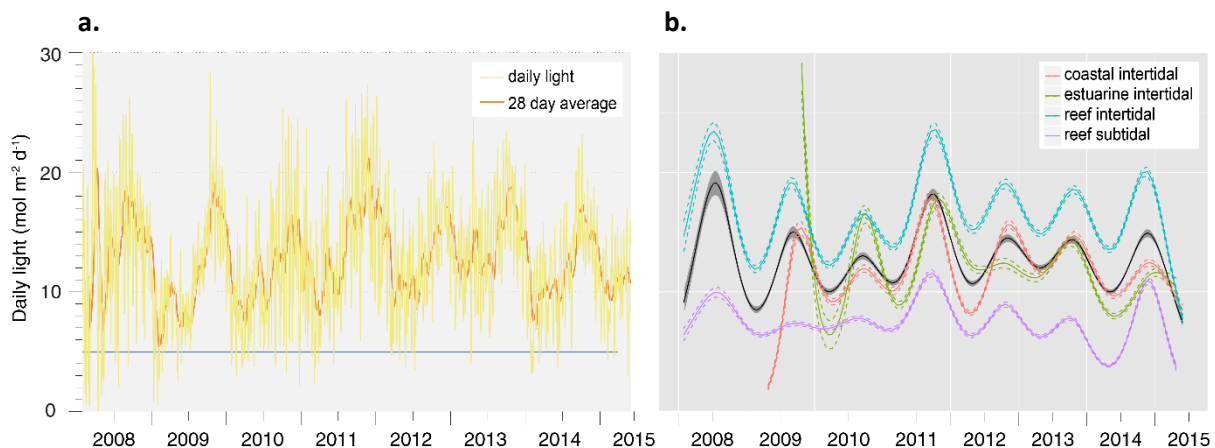 a.
Daily light (mol m⁻² d⁻¹)
30
20
10
0
daily light
28 day average
2008 2009 2010 2011 2012 2013 2014 2015
b.
coastal intertidal
estuarine intertidal
reef intertidal
reef subtidal
2008 2009 2010 2011 2012 2013 2014 2015